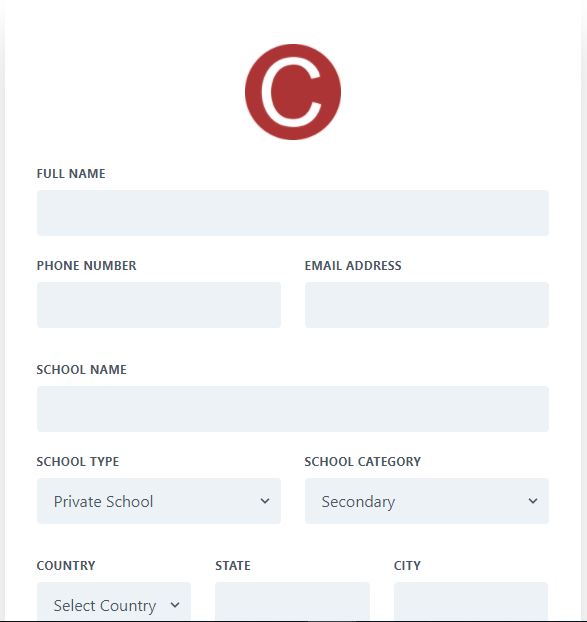 C
FULL NAME
PHONE NUMBER EMAIL ADDRESS
SCHOOL NAME
SCHOOL TYPE SCHOOL CATEGORY
Private School Secondary
COUNTRY STATE CITY
Select Country